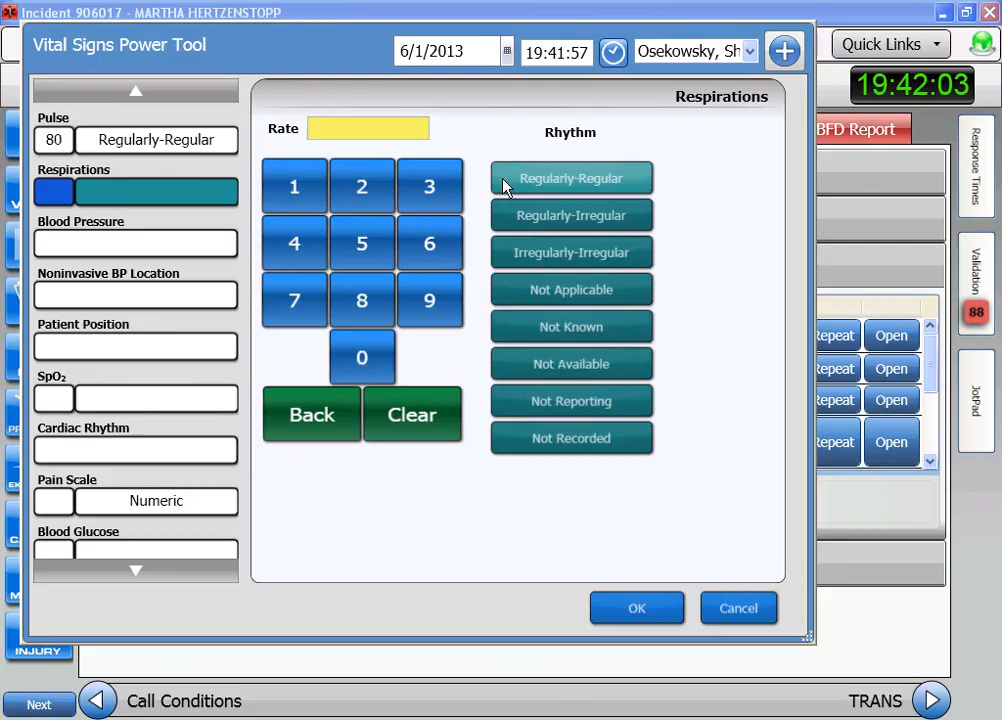 Incident 906017 - MARTHA HERTZENSTOPP
Vital Signs Power Tool
6/1/2013
19:41:57
Osekowsky, Sh
Quick Links
19:42:03
BFD Report
Response Times
Validation
88
JotPad
Pulse
80
Regularly-Regular
Respirations
Blood Pressure
Noninvasive BP Location
Patient Position
SpO₂
Cardiac Rhythm
Pain Scale
Numeric
Blood Glucose
Respirations
Rate
Rhythm
1 2 3
4 5 6
7 8 9
0
Back Clear
Regularly-Regular
Regularly-Irregular
Irregularly-Irregular
Not Applicable
Not Known
Not Available
Not Reporting
Not Recorded
OK Cancel
Open
Open
Open
Open
INJURY
Next
Call Conditions
TRANS